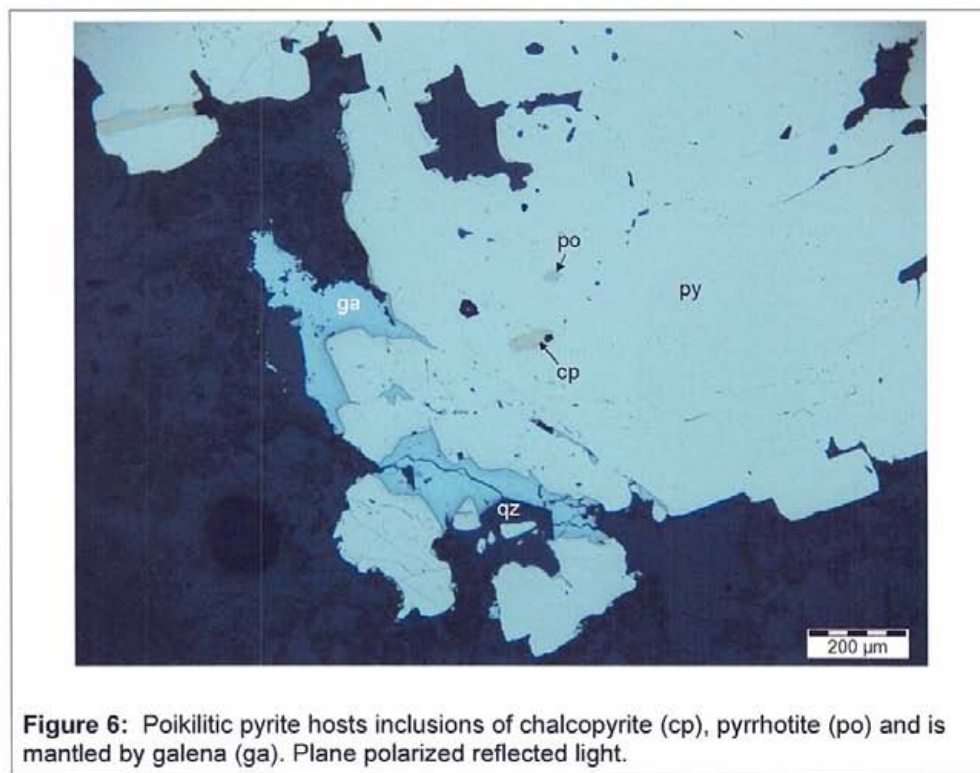 po
py
ga
cp
qz
200 µm
Figure 6: Poikilitic pyrite hosts inclusions of chalcopyrite (cp), pyrrhotite (po) and is
mantled by galena (ga). Plane polarized reflected light.